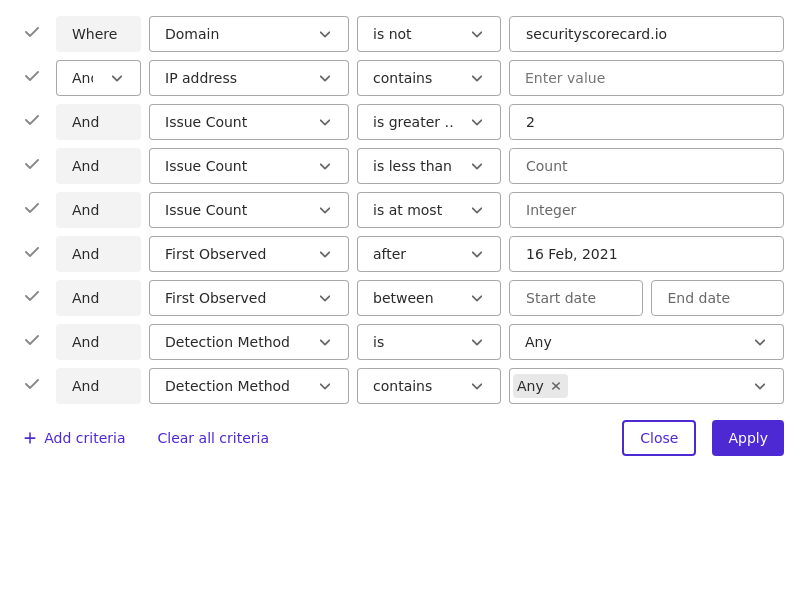 Where Domain is not securityscorecard.io
And IP address contains Enter value
And Issue Count is greater .. 2
And Issue Count is less than Count
And Issue Count is at most Integer
And First Observed after 16 Feb, 2021
And First Observed between Start date End date
And Detection Method is Any
And Detection Method contains Any
Add criteria Clear all criteria Close Apply